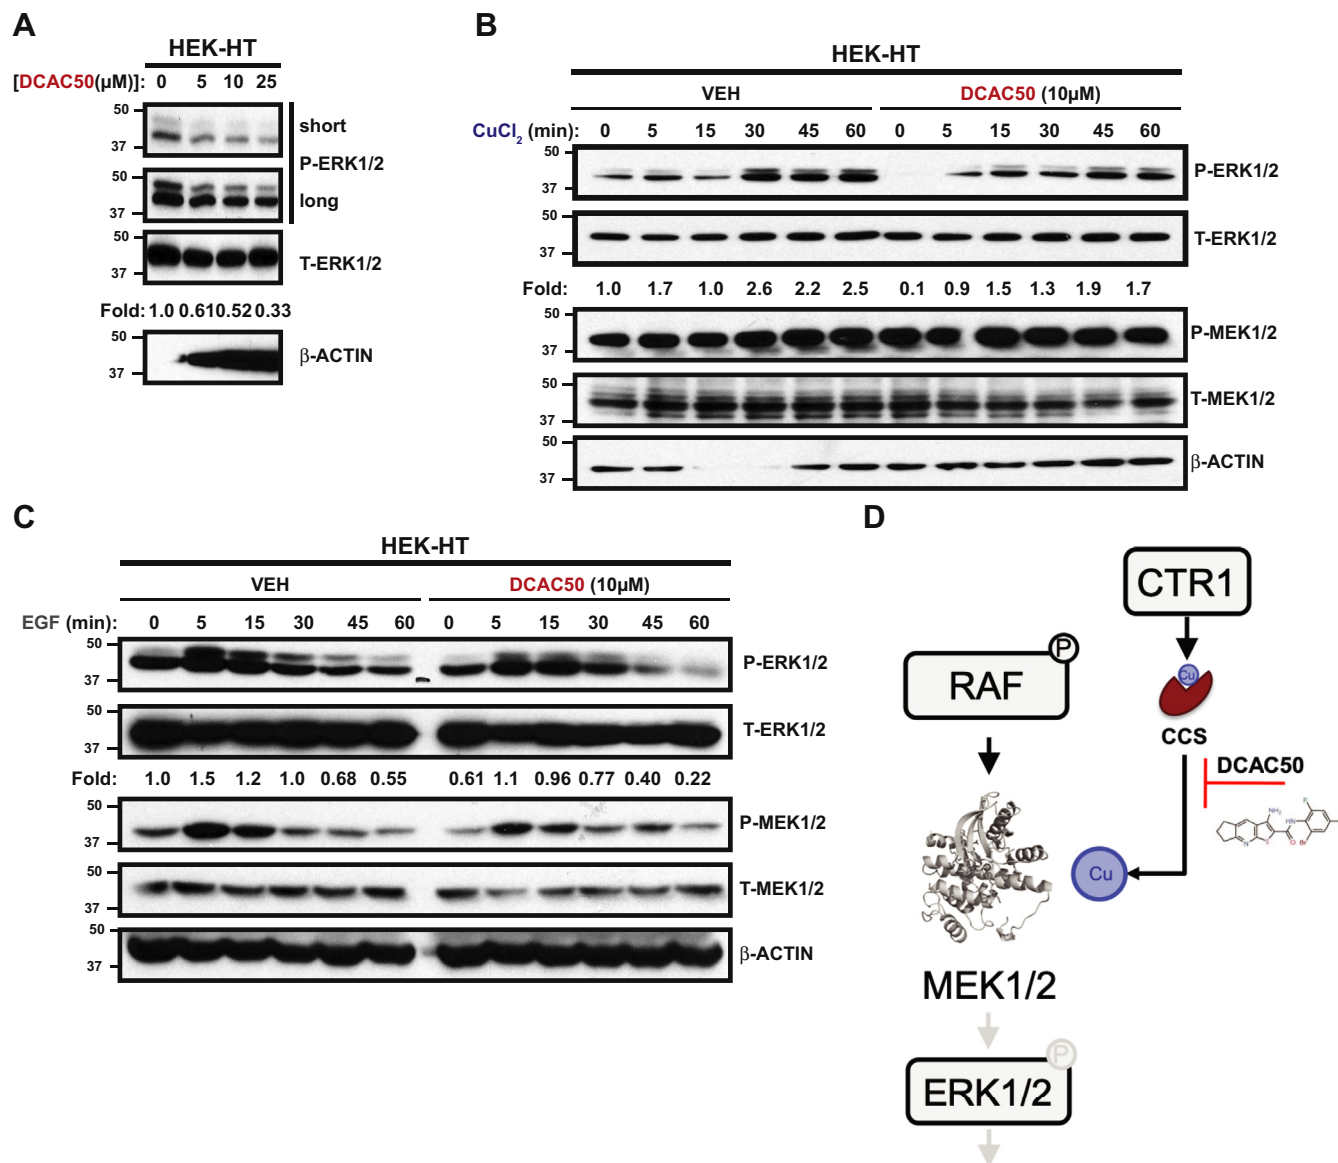 A
HEK-HT
[DCAC50(µM)]: 0 5 10 25
50
37
short
P-ERK1/2
50
37
long
50
37
T-ERK1/2
Fold: 1.0 0.61 0.52 0.33
50
37
β-ACTIN
B
HEK-HT
VEH DCAC50 (10µM)
CuCl2 (min): 0 5 15 30 45 60 0 5 15 30 45 60
50
37
P-ERK1/2
50
37
T-ERK1/2
Fold: 1.0 1.7 1.0 2.6 2.2 2.5 0.1 0.9 1.5 1.3 1.9 1.7
50
37
P-MEK1/2
50
37
T-MEK1/2
50
37
β-ACTIN
C
HEK-HT
VEH DCAC50 (10µM)
EGF (min): 0 5 15 30 45 60 0 5 15 30 45 60
50
37
P-ERK1/2
50
37
T-ERK1/2
Fold: 1.0 1.5 1.2 1.0 0.68 0.55 0.61 1.1 0.96 0.77 0.40 0.22
50
37
P-MEK1/2
50
37
T-MEK1/2
50
37
β-ACTIN
D
CTR1
P
RAF
Cu
CCS
DCAC50
F
NH2
HN
N
S
O
Br
Cu
MEK1/2
P
ERK1/2